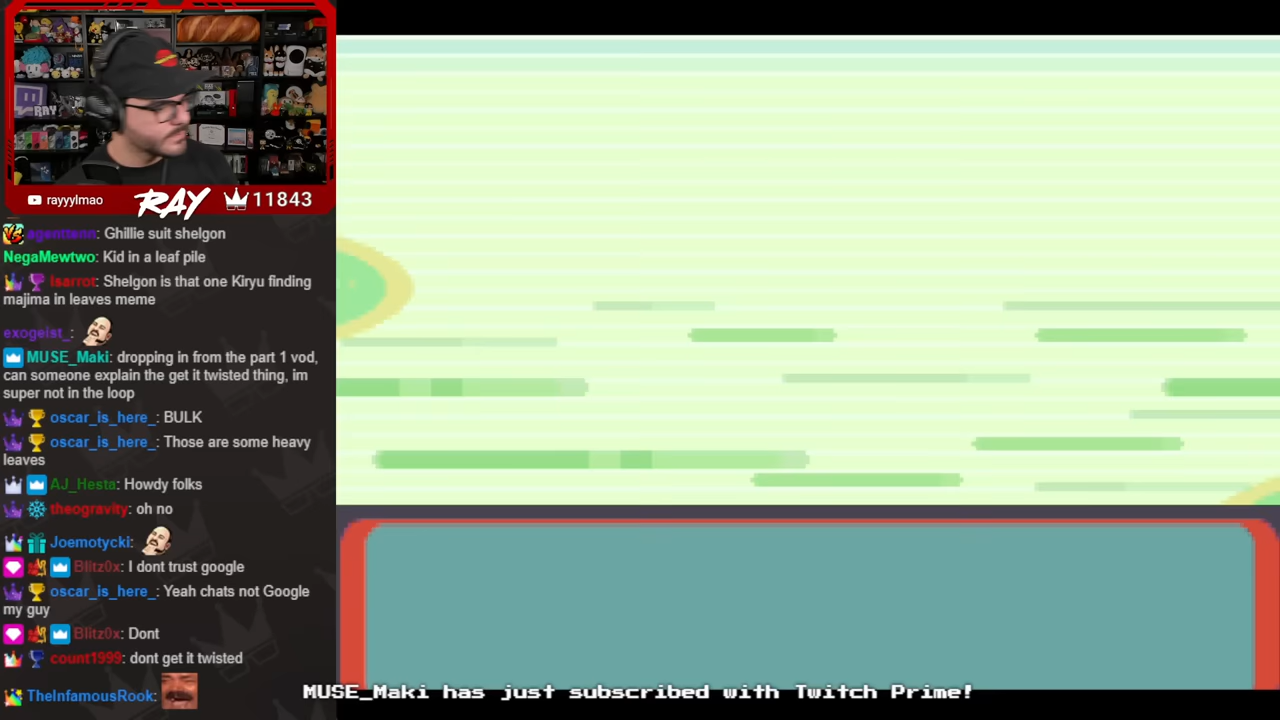 RAY
rayyylmao RAY 11843
agenttann: Ghillie suit shelgon
NegaMewtwo: Kid in a leaf pile
lsarrot: Shelgon is that one Kiryu finding
majima in leaves meme
exogeist_:
MUSE_Maki: dropping in from the part 1 vod,
can someone explain the get it twisted thing, im
super not in the loop
oscar_is_here_: BULK
oscar_is_here_: Those are some heavy
leaves
AJ_Hesta: Howdy folks
theogravity: oh no
Joemotycki:
Blitz0x: I dont trust google
oscar_is_here_: Yeah chats not Google
my guy
Blitz0x: Dont
count1999: dont get it twisted
TheInfamousRook:
MUSE_Maki has just subscribed with Twitch Prime!